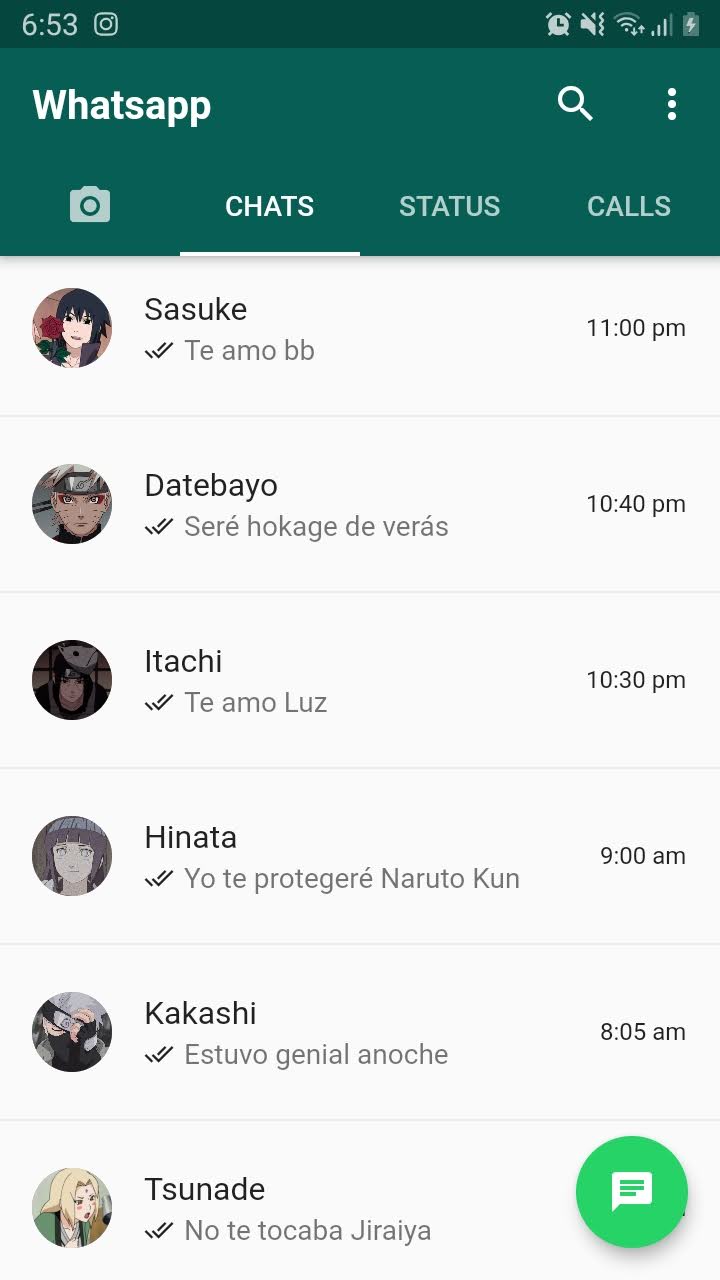 6:53
Whatsapp
CHATS STATUS CALLS
Sasuke
Te amo bb
11:00 pm
Datebayo
Seré hokage de verás
10:40 pm
Itachi
Te amo Luz
10:30 pm
Hinata
Yo te protegeré Naruto Kun
9:00 am
Kakashi
Estuvo genial anoche
8:05 am
Tsunade
No te tocaba Jiraiya